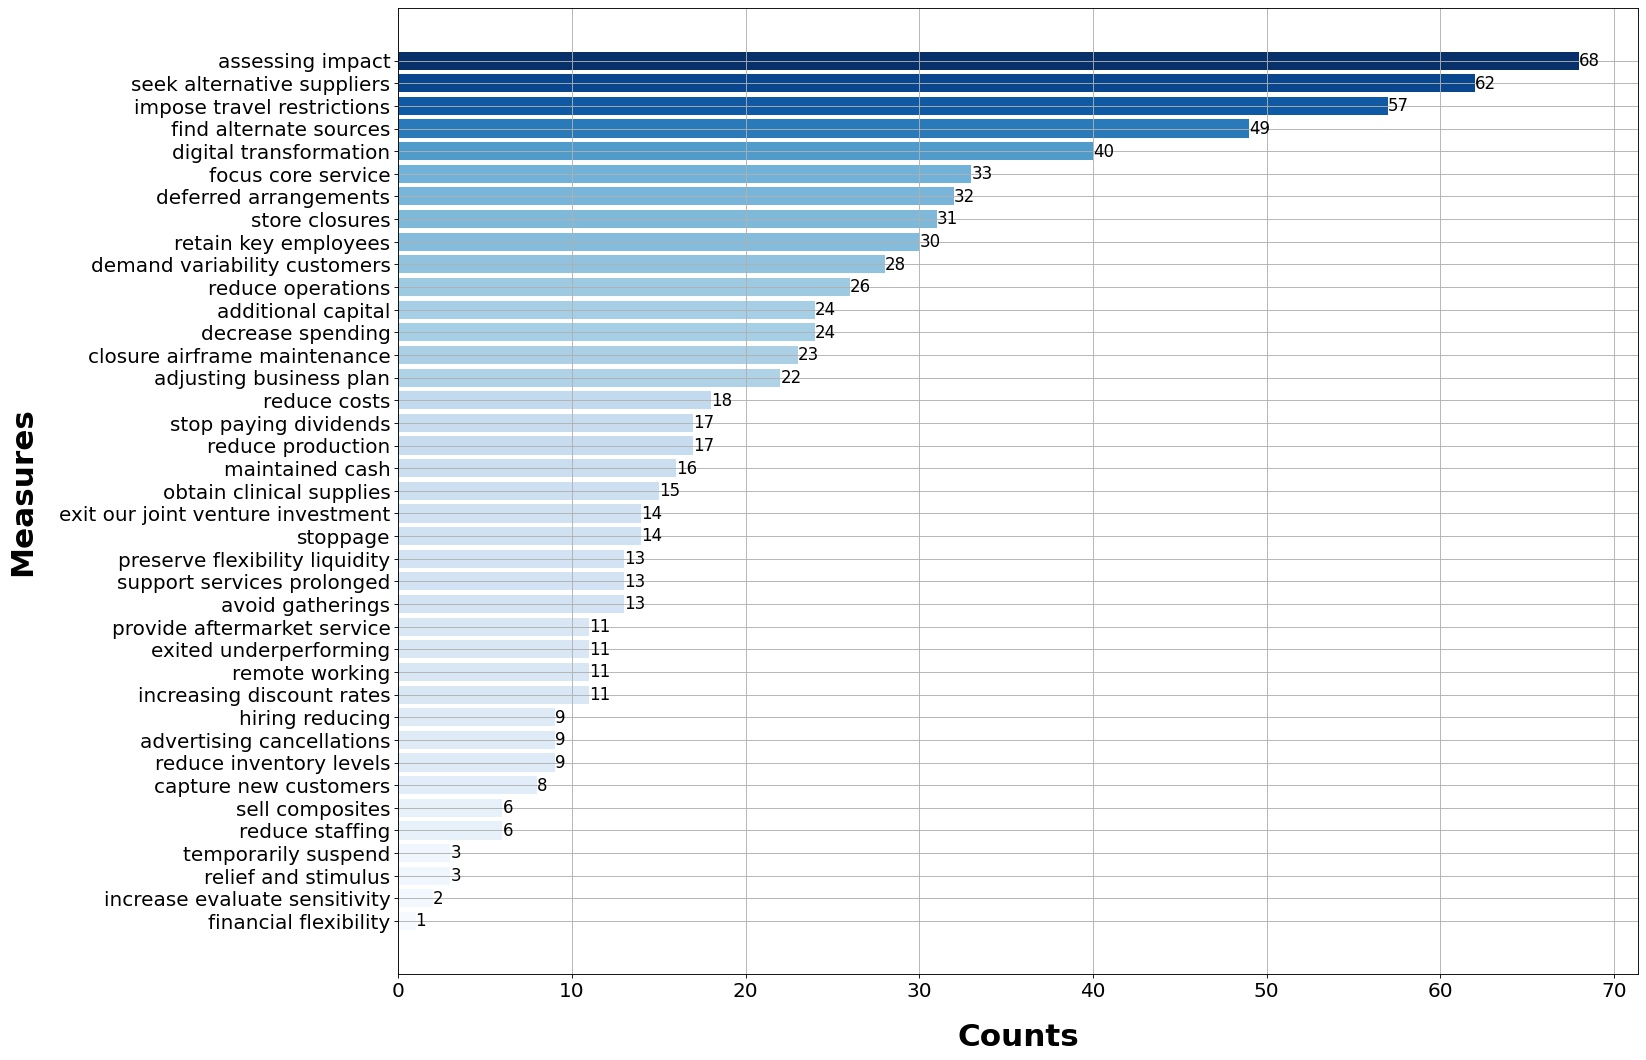 assessing impact 68
seek alternative suppliers 62
impose travel restrictions 57
find alternate sources 49
digital transformation 40
focus core service 33
deferred arrangements 32
store closures 31
retain key employees 30
demand variability customers 28
reduce operations 26
additional capital 24
decrease spending 24
closure airframe maintenance 23
adjusting business plan 22
reduce costs 18
stop paying dividends 17
reduce production 17
maintained cash 16
obtain clinical supplies 15
exit our joint venture investment 14
stoppage 14
preserve flexibility liquidity 13
support services prolonged 13
avoid gatherings 13
provide aftermarket service 11
exited underperforming 11
remote working 11
increasing discount rates 11
hiring reducing 9
advertising cancellations 9
reduce inventory levels 9
capture new customers 8
sell composites 6
reduce staffing 6
temporarily suspend 3
relief and stimulus 3
increase evaluate sensitivity 2
financial flexibility 1
Measures
0 10 20 30 40 50 60 70
Counts